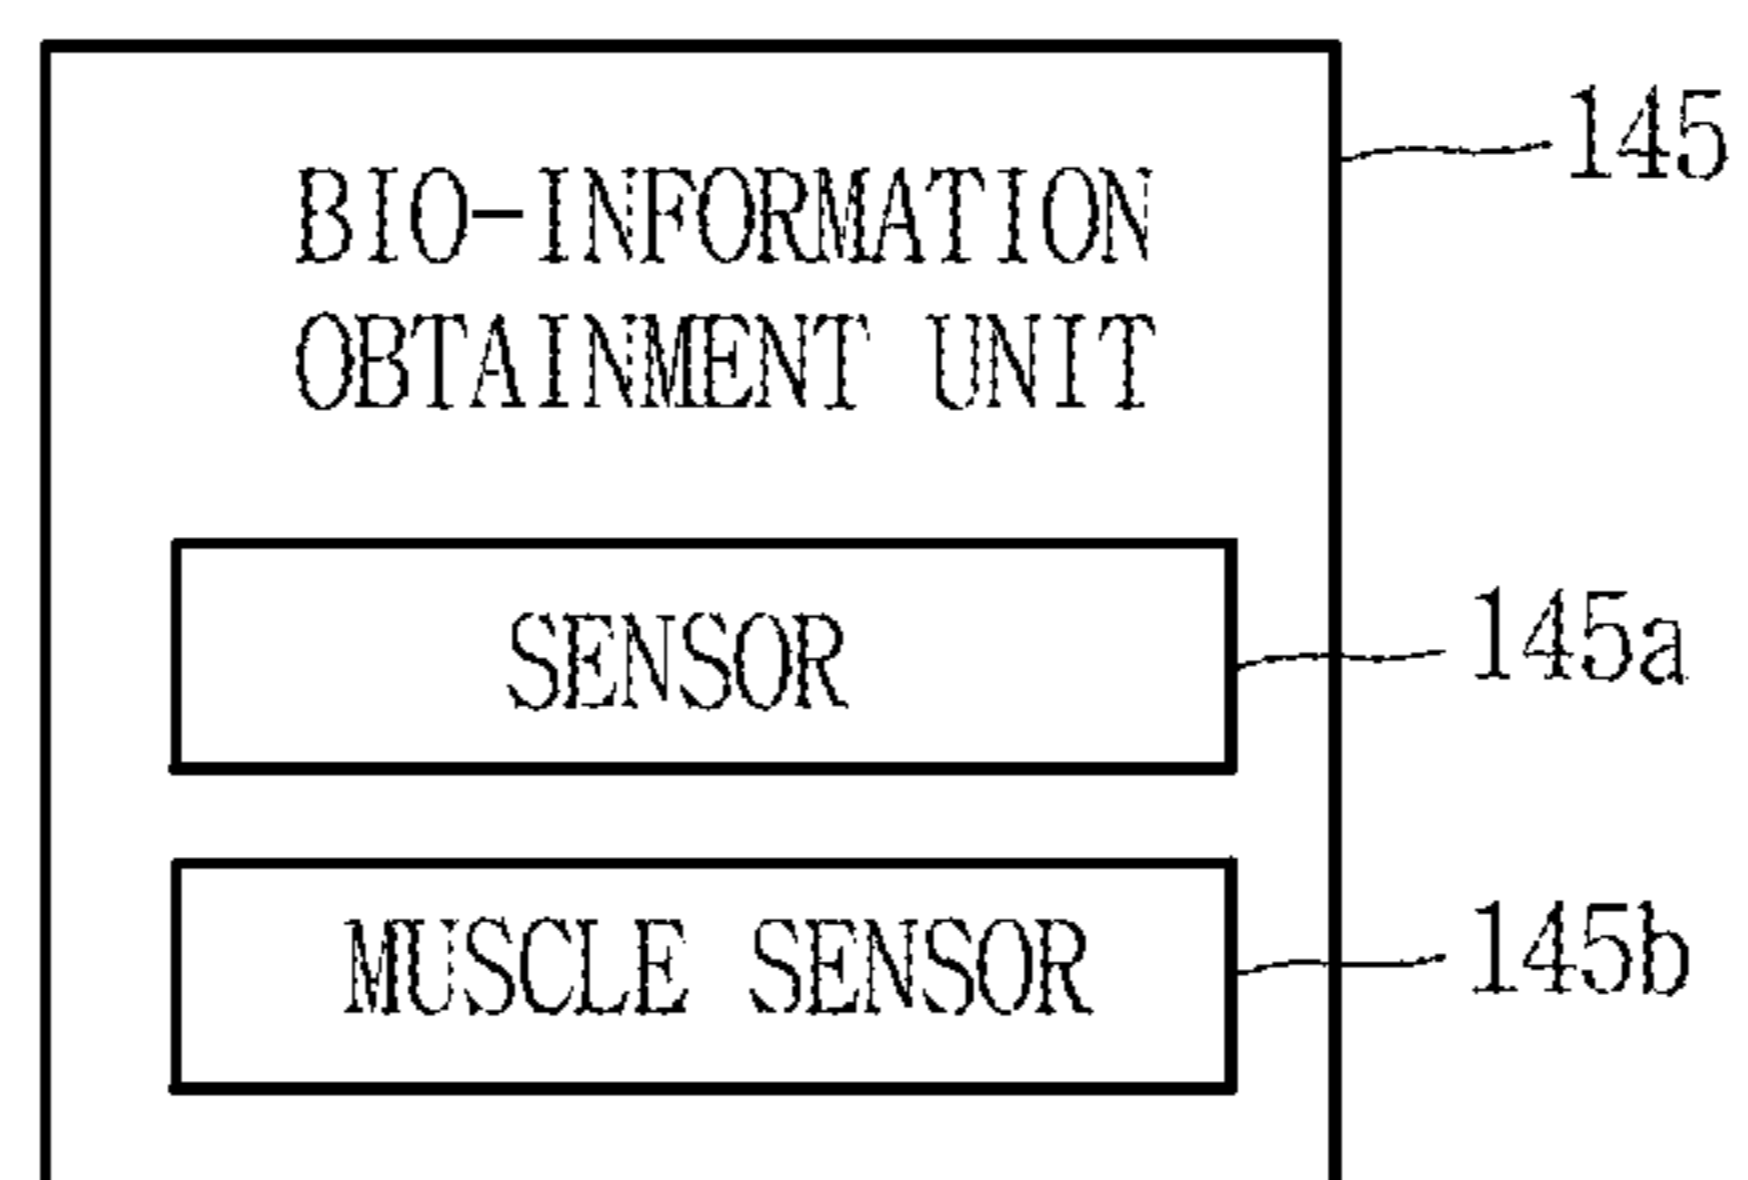 145
BIO-INFORMATION
OBTAINMENT UNIT
SENSOR
145a
MUSCLE SENSOR
145b